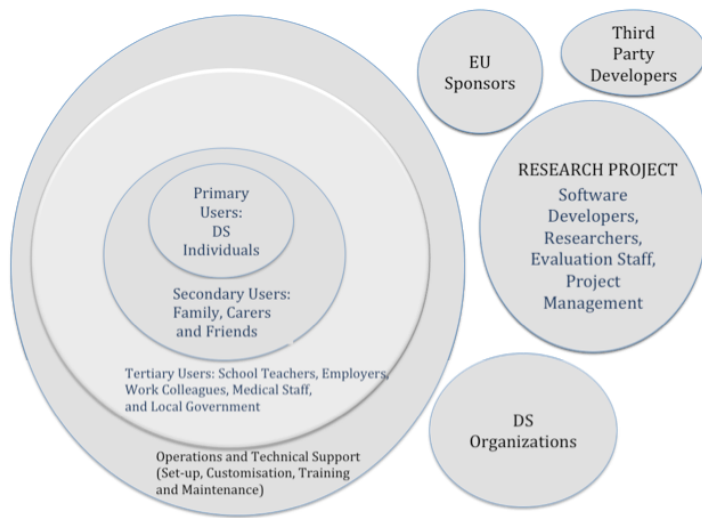 Primary
Users:
DS
Individuals
Secondary Users:
Family, Carers
and Friends
Tertiary Users: School Teachers, Employers,
Work Colleagues, Medical Staff,
and Local Government
Operations and Technical Support
(Set-up, Customisation, Training
and Maintenance)
EU
Sponsors
Third
Party
Developers
RESEARCH PROJECT
Software
Developers,
Researchers,
Evaluation Staff,
Project
Management
DS
Organizations